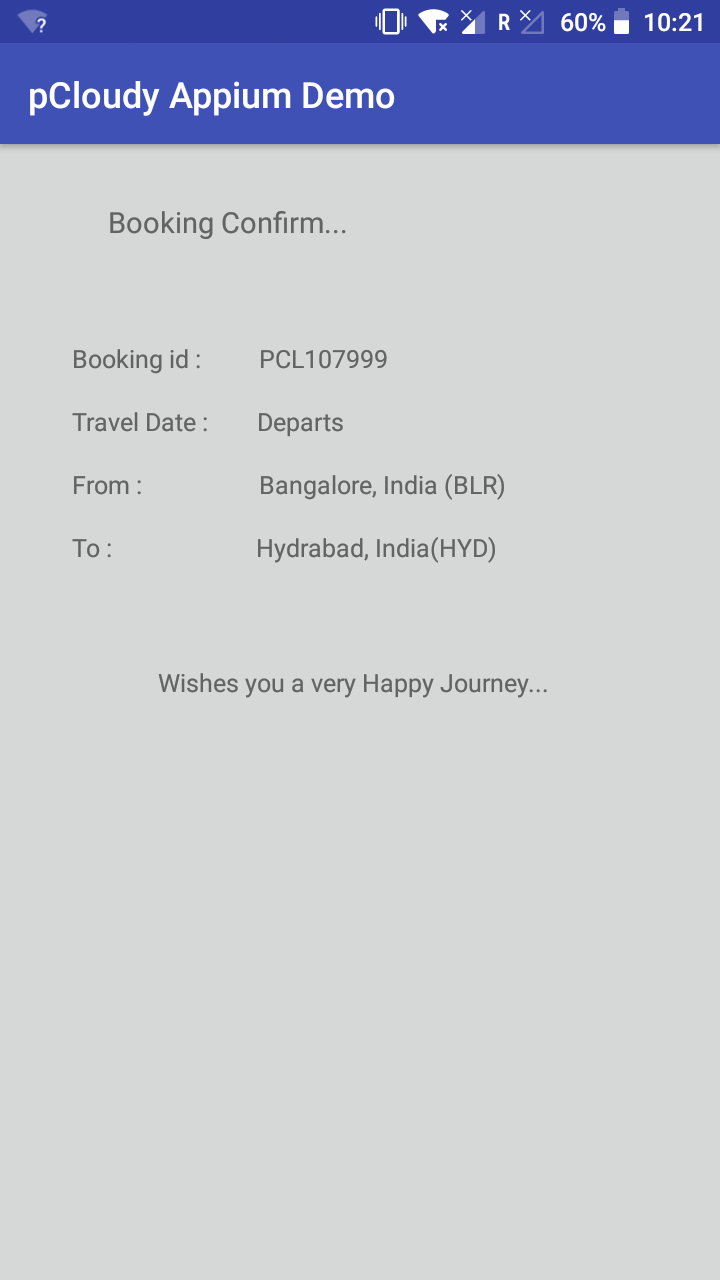 R 60% 10:21
pCloudy Appium Demo
Booking Confirm...
Booking id : PCL107999
Travel Date : Departs
From : Bangalore, India (BLR)
To : Hydrabad, India(HYD)
Wishes you a very Happy Journey...